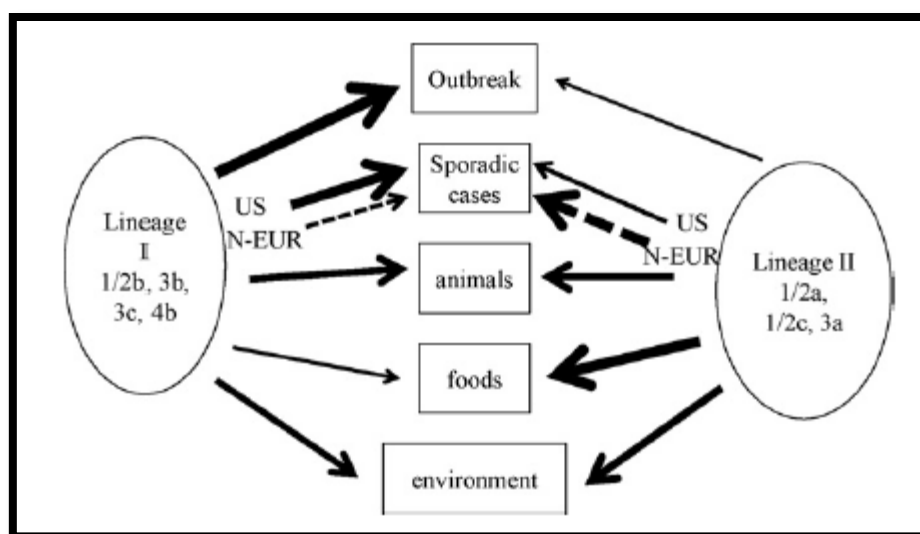 Outbreak
Sporadic
cases
US
N-EUR
Lineage
I
1/2b, 3b,
3c, 4b
animals
US
N-EUR
Lineage II
1/2a,
1/2c, 3a
foods
environment